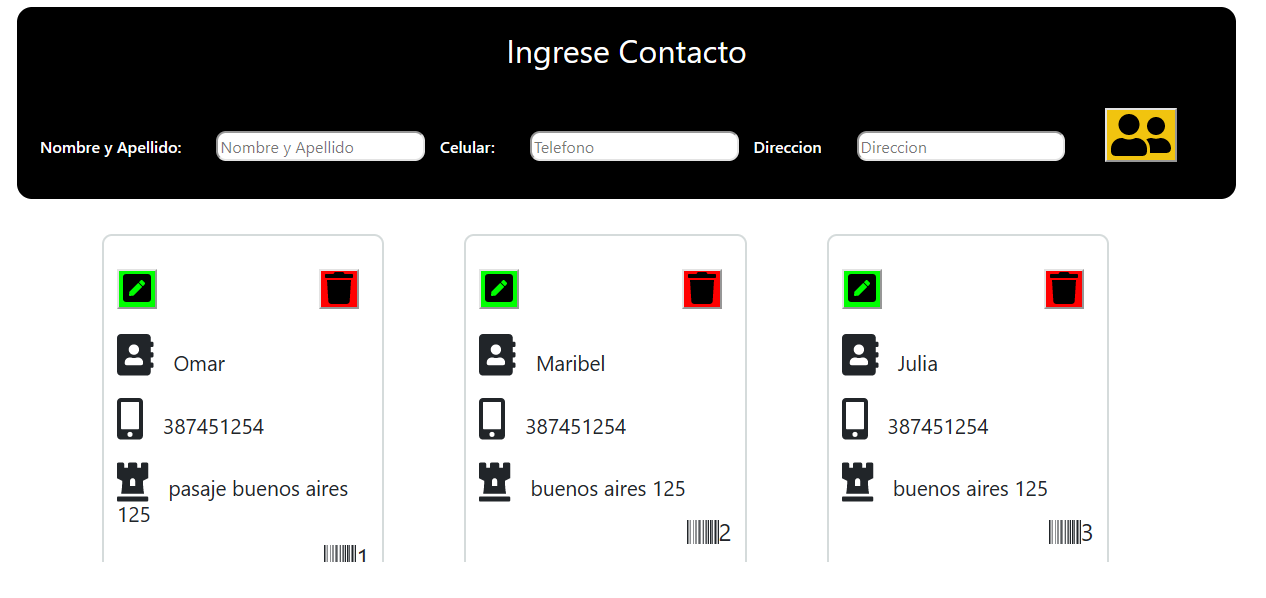 Ingrese Contacto
Nombre y Apellido: Nombre y Apellido Celular: Telefono Direccion Direccion
Omar
387451254
pasaje buenos aires
125
1
Maribel
387451254
buenos aires 125
2
Julia
387451254
buenos aires 125
3